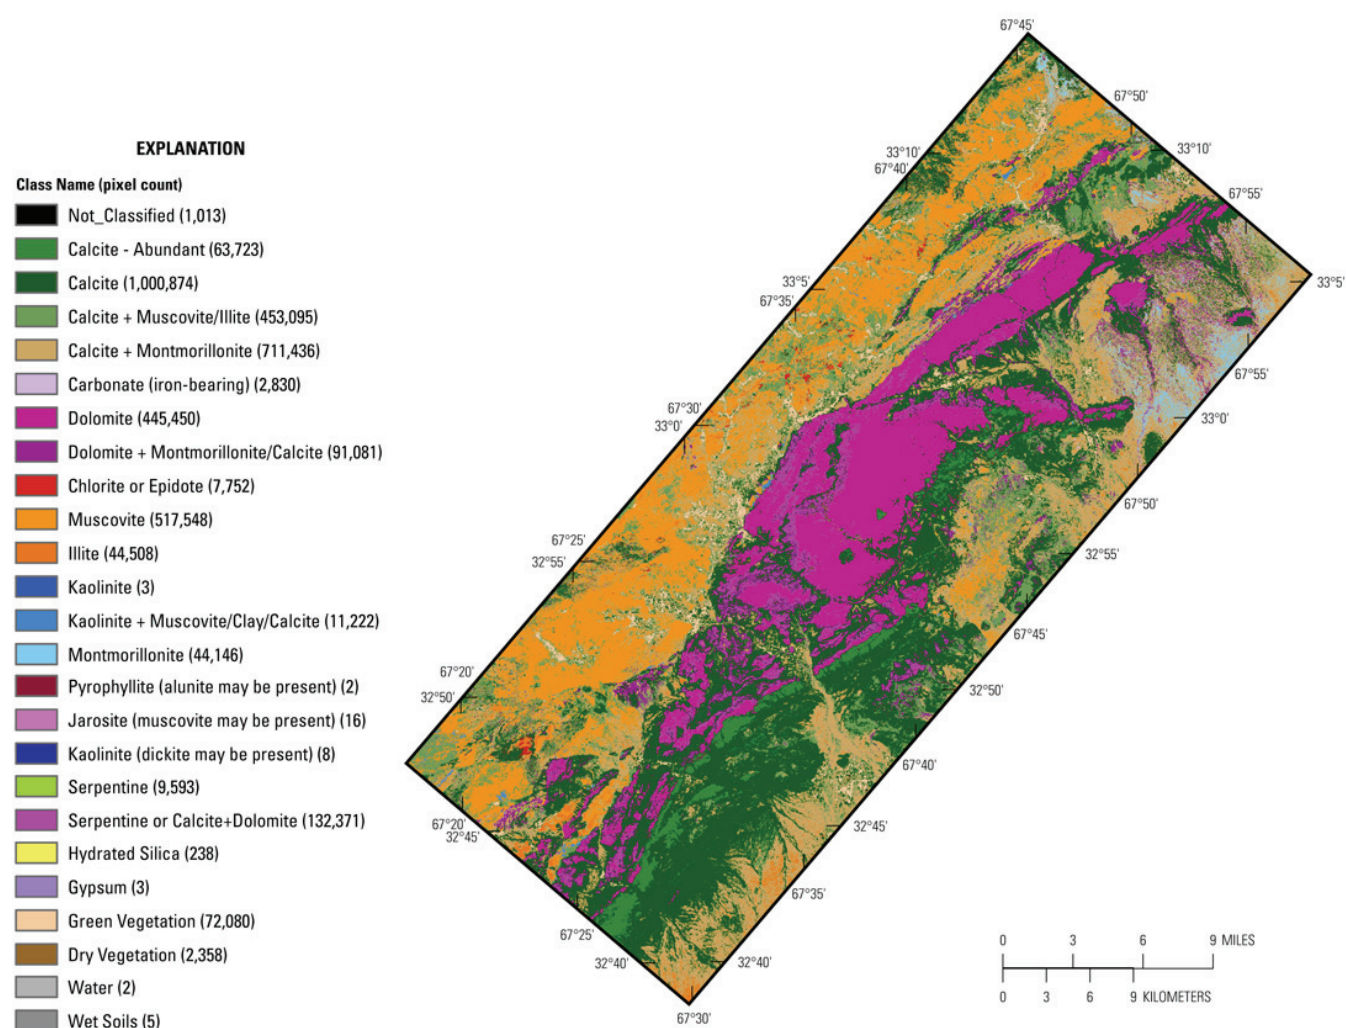 EXPLANATION
Class Name (pixel count)
Not_Classified (1,013)
Calcite - Abundant (63,723)
Calcite (1,000,874)
Calcite + Muscovite/Illite (453,095)
Calcite + Montmorillonite (711,436)
Carbonate (iron-bearing) (2,830)
Dolomite (445,450)
Dolomite + Montmorillonite/Calcite (91,081)
Chlorite or Epidote (7,752)
Muscovite (517,548)
Illite (44,508)
Kaolinite (3)
Kaolinite + Muscovite/Clay/Calcite (11,222)
Montmorillonite (44,146)
Pyrophyllite (alunite may be present) (2)
Jarosite (muscovite may be present) (16)
Kaolinite (dickite may be present) (8)
Serpentine (9,593)
Serpentine or Calcite+Dolomite (132,371)
Hydrated Silica (238)
Gypsum (3)
Green Vegetation (72,080)
Dry Vegetation (2,358)
Water (2)
Wet Soils (5)
67°45'
67°50'
33°10'
33°10'
67°40'
67°55'
33°5'
33°5'
67°35'
67°55'
67°30'
33°0'
33°0'
67°50'
67°25'
32°55'
32°55'
67°45'
67°20'
32°50'
32°50'
67°40'
67°20'
32°45'
32°45'
67°35'
67°25'
32°40'
32°40'
67°30'
0 3 6 9 MILES
0 3 6 9 KILOMETERS